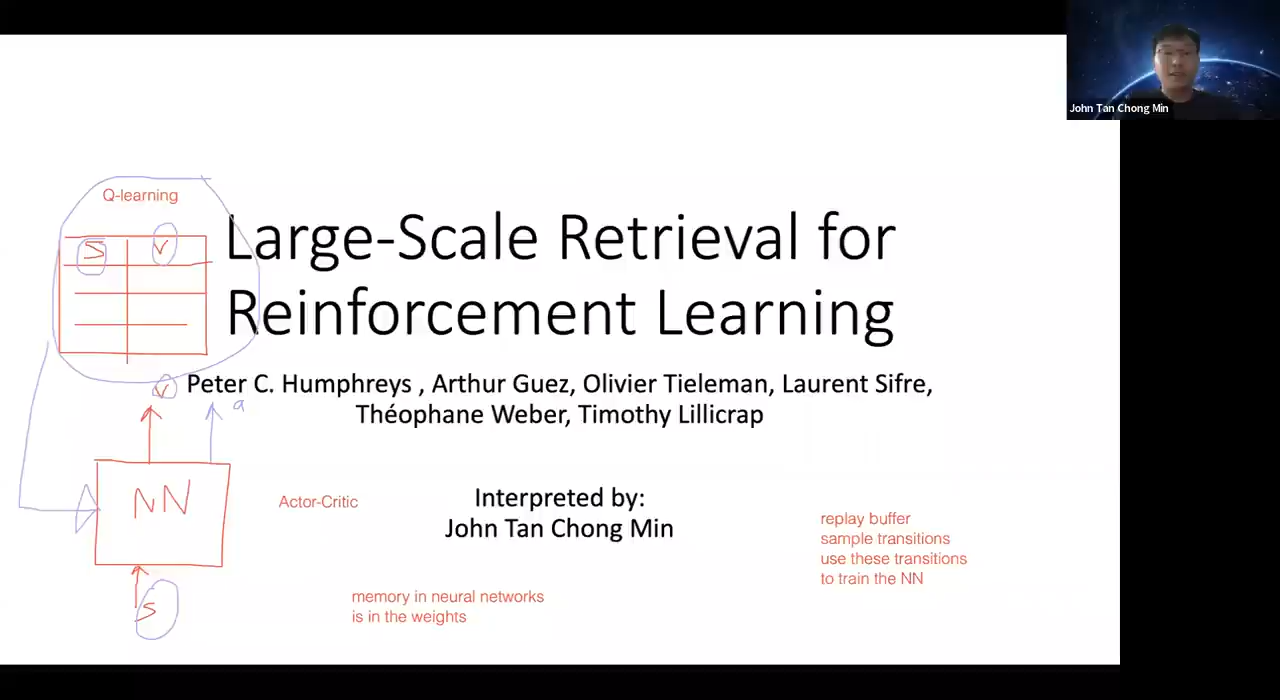 John Tan Chong Min
Q-learning
S V
Large-Scale Retrieval for
Reinforcement Learning
V
a
Peter C. Humphreys , Arthur Guez, Olivier Tieleman, Laurent Sifre,
Théophane Weber, Timothy Lillicrap
NN
Actor-Critic
Interpreted by:
John Tan Chong Min
replay buffer
sample transitions
use these transitions
to train the NN
S
memory in neural networks
is in the weights